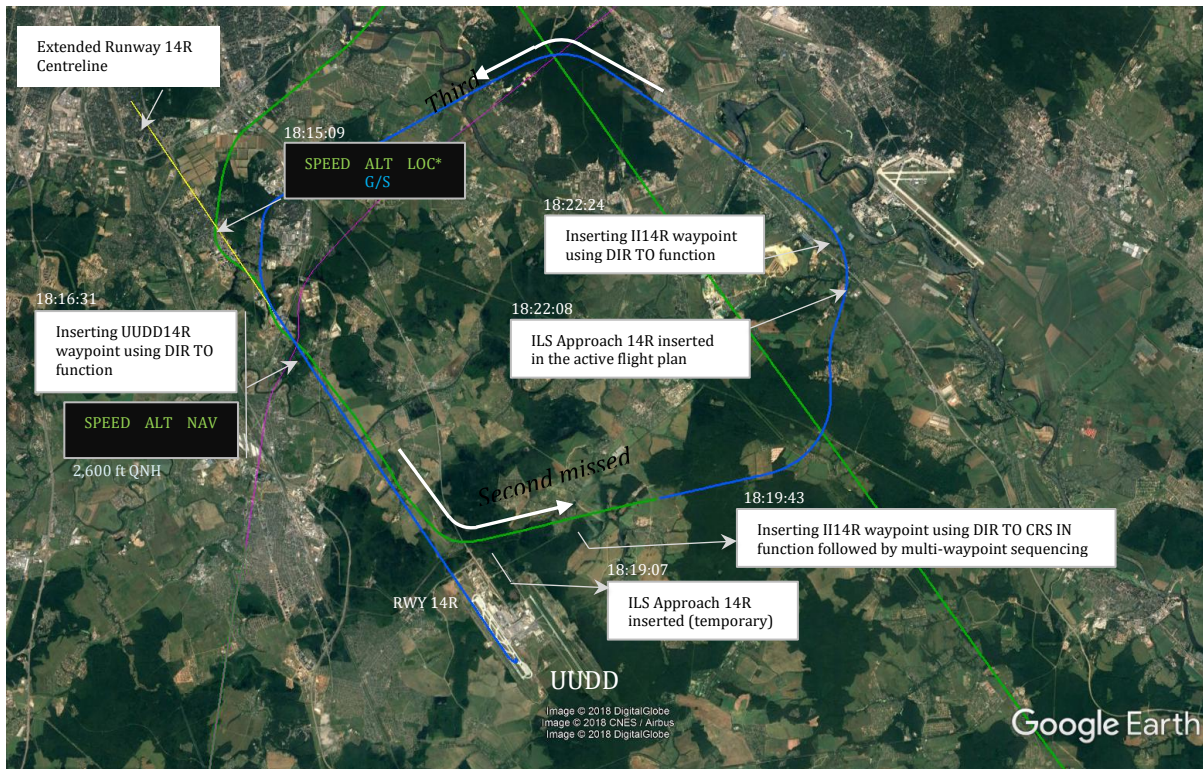 Extended Runway 14R
Centreline
Third
18:15:09
SPEED ALT LOC*
G/S
18:22:24
Inserting II14R waypoint
using DIR TO function
18:16:31
Inserting UUDD14R
waypoint using DIR TO
function
18:22:08
ILS Approach 14R inserted
in the active flight plan
SPEED ALT NAV
2,600 ft QNH
Second missed
18:19:43
Inserting II14R waypoint using DIR TO CRS IN
function followed by multi-waypoint sequencing
18:19:07
ILS Approach 14R
inserted (temporary)
RWY 14R
UUDD
Image © 2018 DigitalGlobe
Image © 2018 CNES / Airbus
Image © 2018 DigitalGlobe
Google Earth